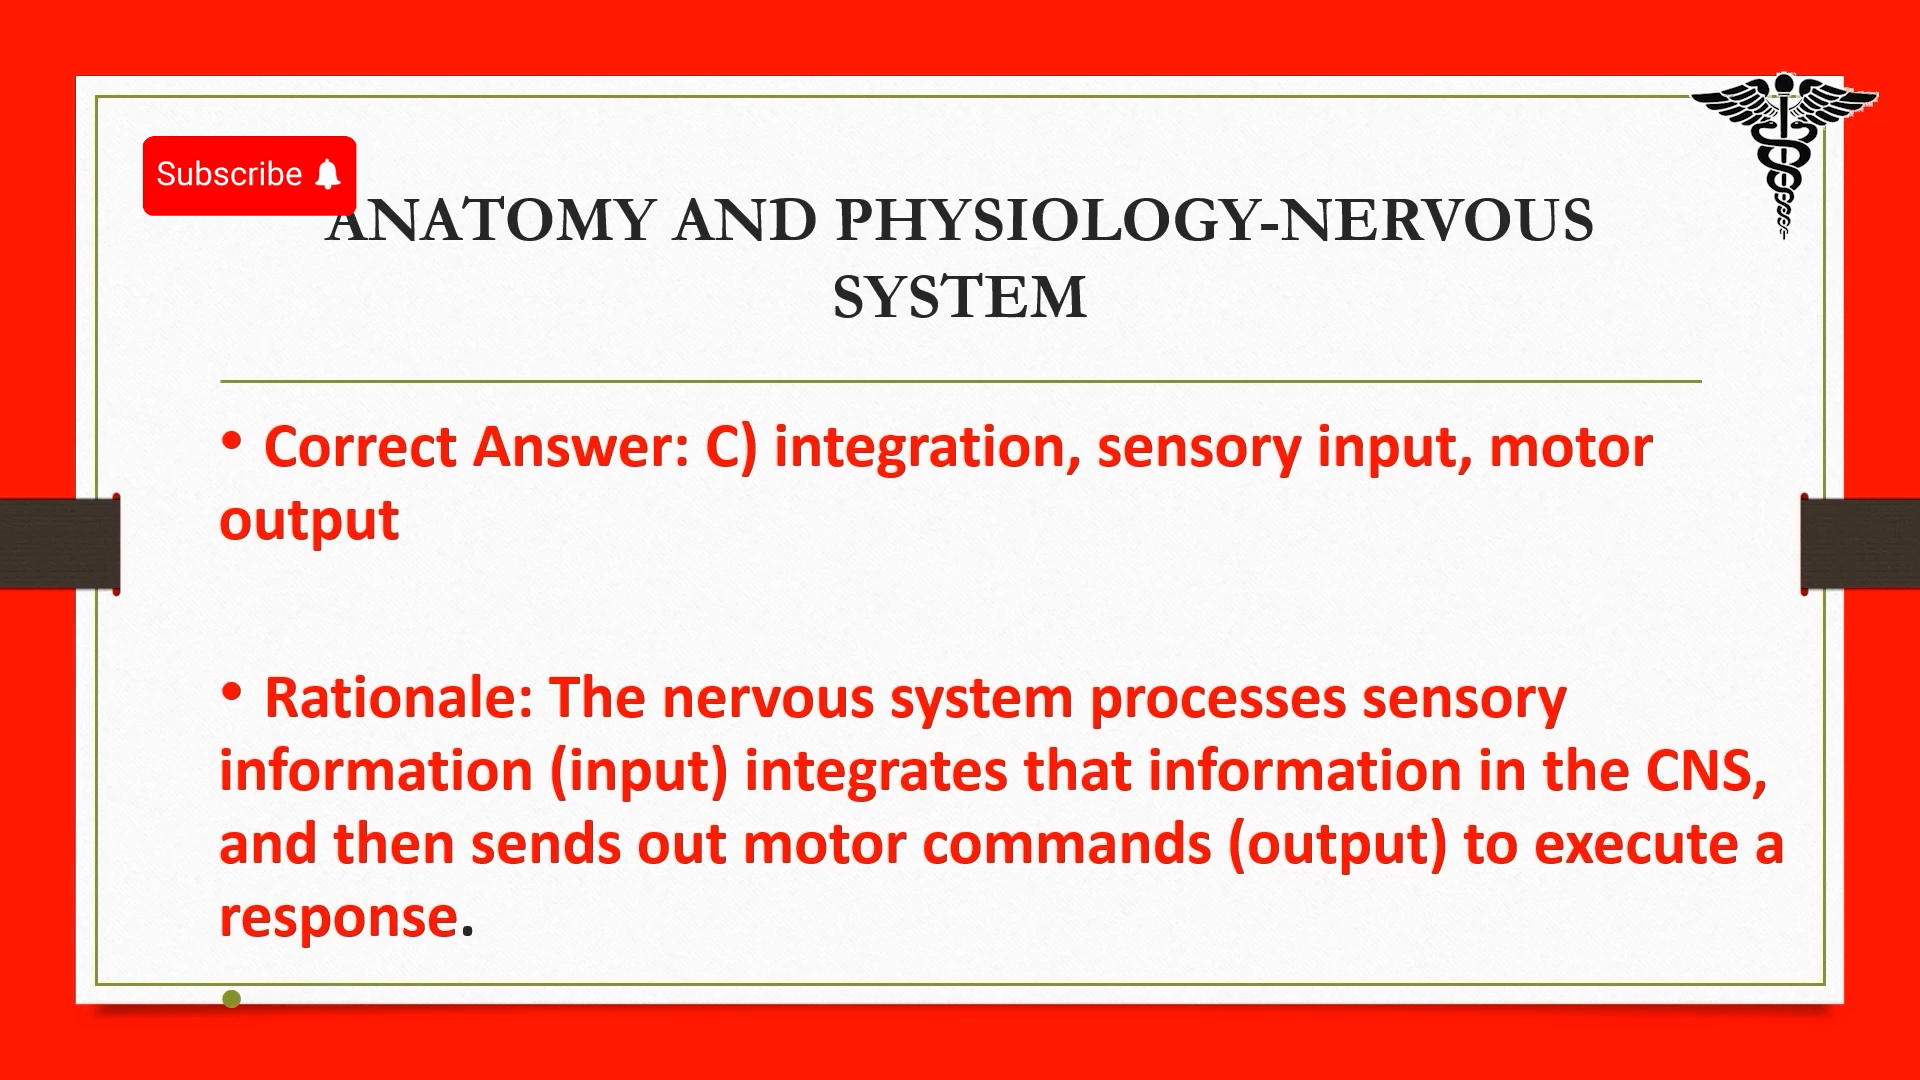 Subscribe
ANATOMY AND PHYSIOLOGY-NERVOUS
SYSTEM
• Correct Answer: C) integration, sensory input, motor
output
• Rationale: The nervous system processes sensory
information (input) integrates that information in the CNS,
and then sends out motor commands (output) to execute a
response.